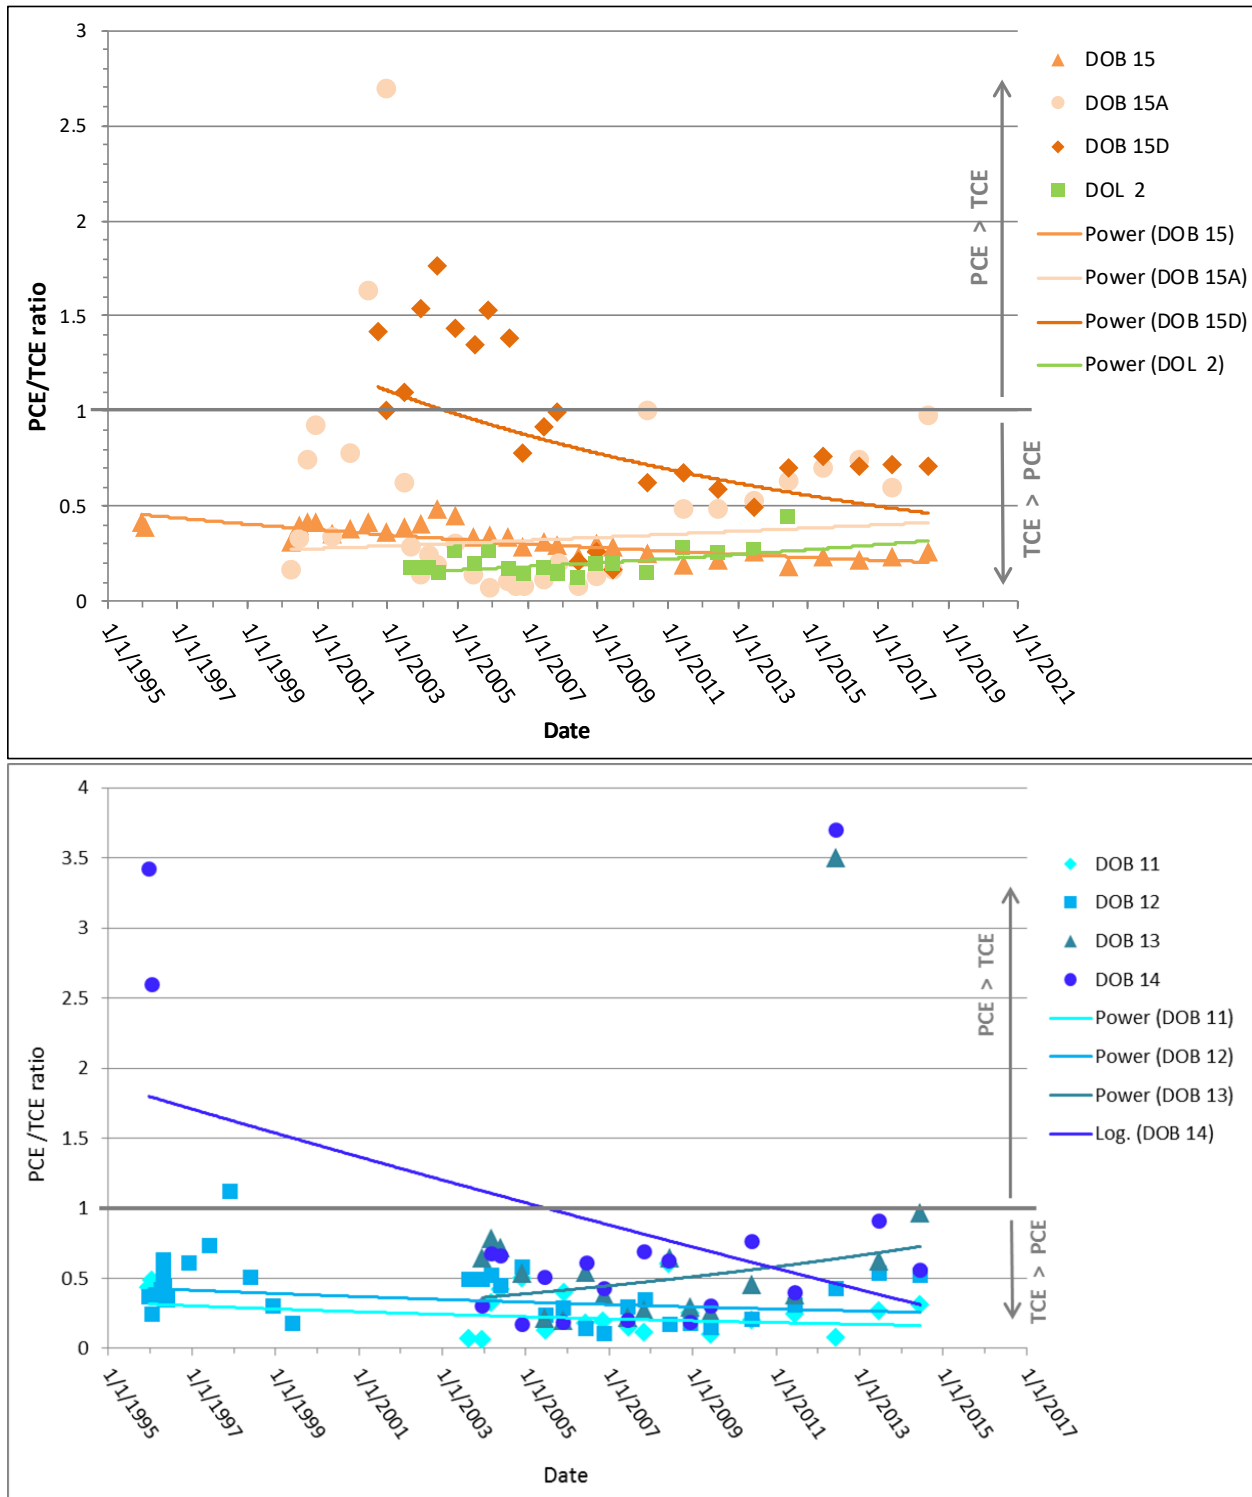 3
2.5
2
1.5
1
0.5
0
PCE/TCE ratio
1/1/1995
1/1/1997
1/1/1999
1/1/2001
1/1/2003
1/1/2005
1/1/2007
1/1/2009
1/1/2011
1/1/2013
1/1/2015
1/1/2017
1/1/2019
1/1/2021
Date
PCE > TCE
TCE > PCE
DOB 15
DOB 15A
DOB 15D
DOL 2
Power (DOB 15)
Power (DOB 15A)
Power (DOB 15D)
Power (DOL 2)
4
3.5
3
2.5
2
1.5
1
0.5
0
PCE /TCE ratio
1/1/1995
1/1/1997
1/1/1999
1/1/2001
1/1/2003
1/1/2005
1/1/2007
1/1/2009
1/1/2011
1/1/2013
1/1/2015
1/1/2017
Date
PCE > TCE
TCE > PCE
DOB 11
DOB 12
DOB 13
DOB 14
Power (DOB 11)
Power (DOB 12)
Power (DOB 13)
Log. (DOB 14)